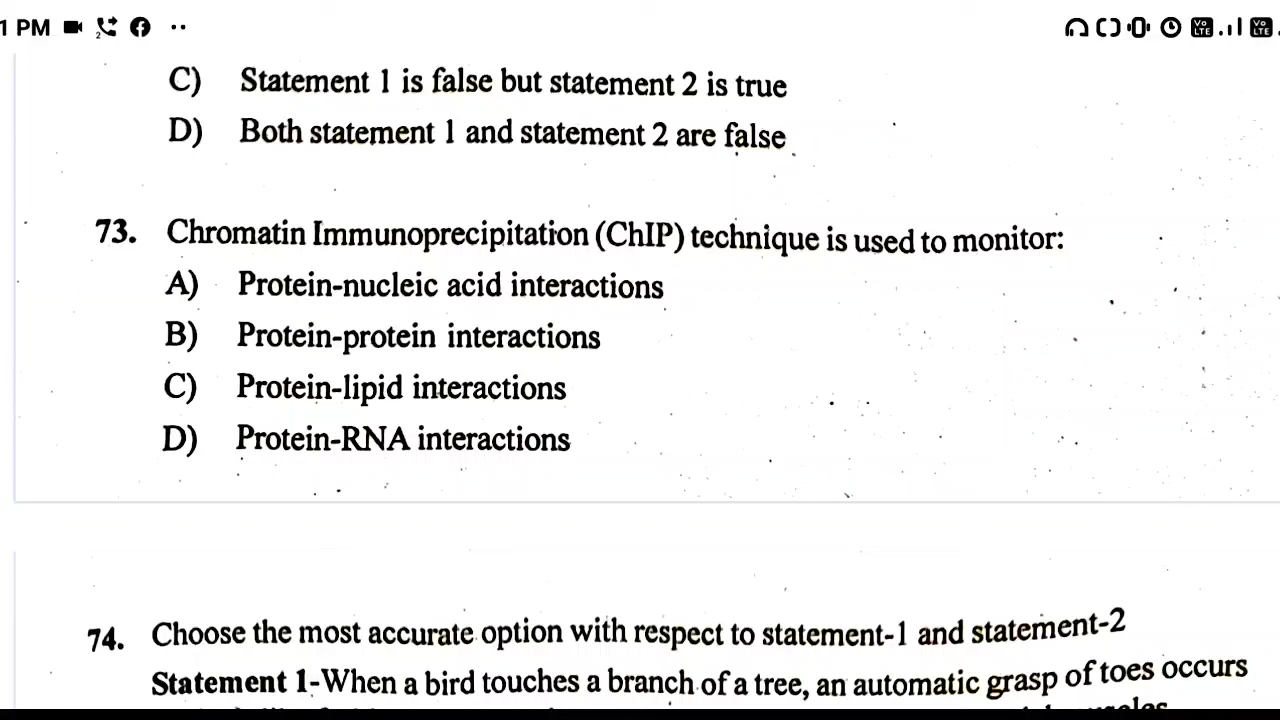 1 PM
C) Statement 1 is false but statement 2 is true
D) Both statement 1 and statement 2 are false
73. Chromatin Immunoprecipitation (ChIP) technique is used to monitor:
A) Protein-nucleic acid interactions
B) Protein-protein interactions
C) Protein-lipid interactions
D) Protein-RNA interactions
74. Choose the most accurate option with respect to statement-1 and statement-2
Statement 1-When a bird touches a branch of a tree, an automatic grasp of toes occurs